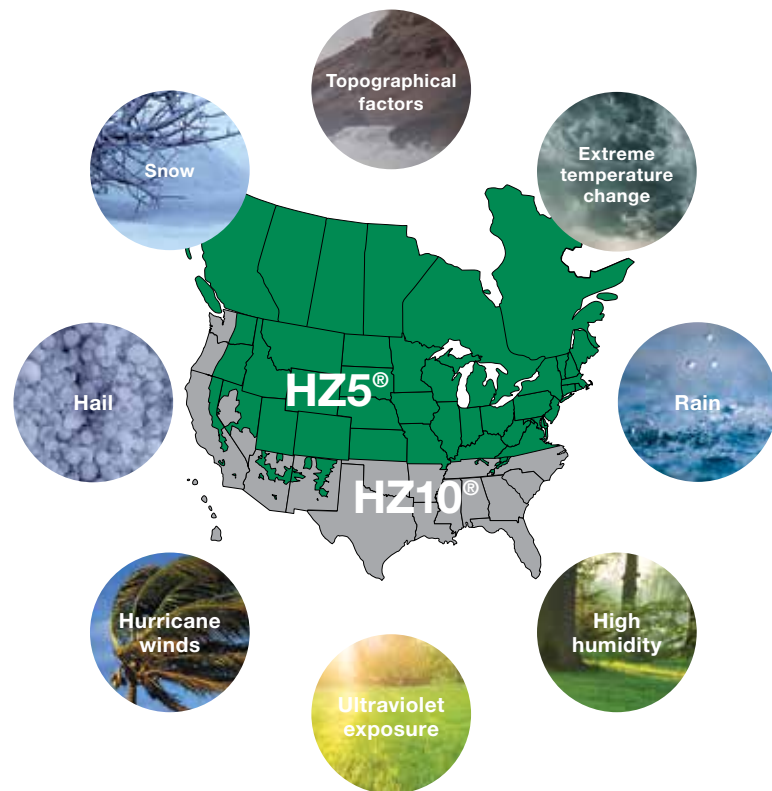 Topographical
factors
Snow
Extreme
temperature
change
HZ5®
Hail
Rain
HZ10®
Hurricane
winds
High
humidity
Ultraviolet
exposure